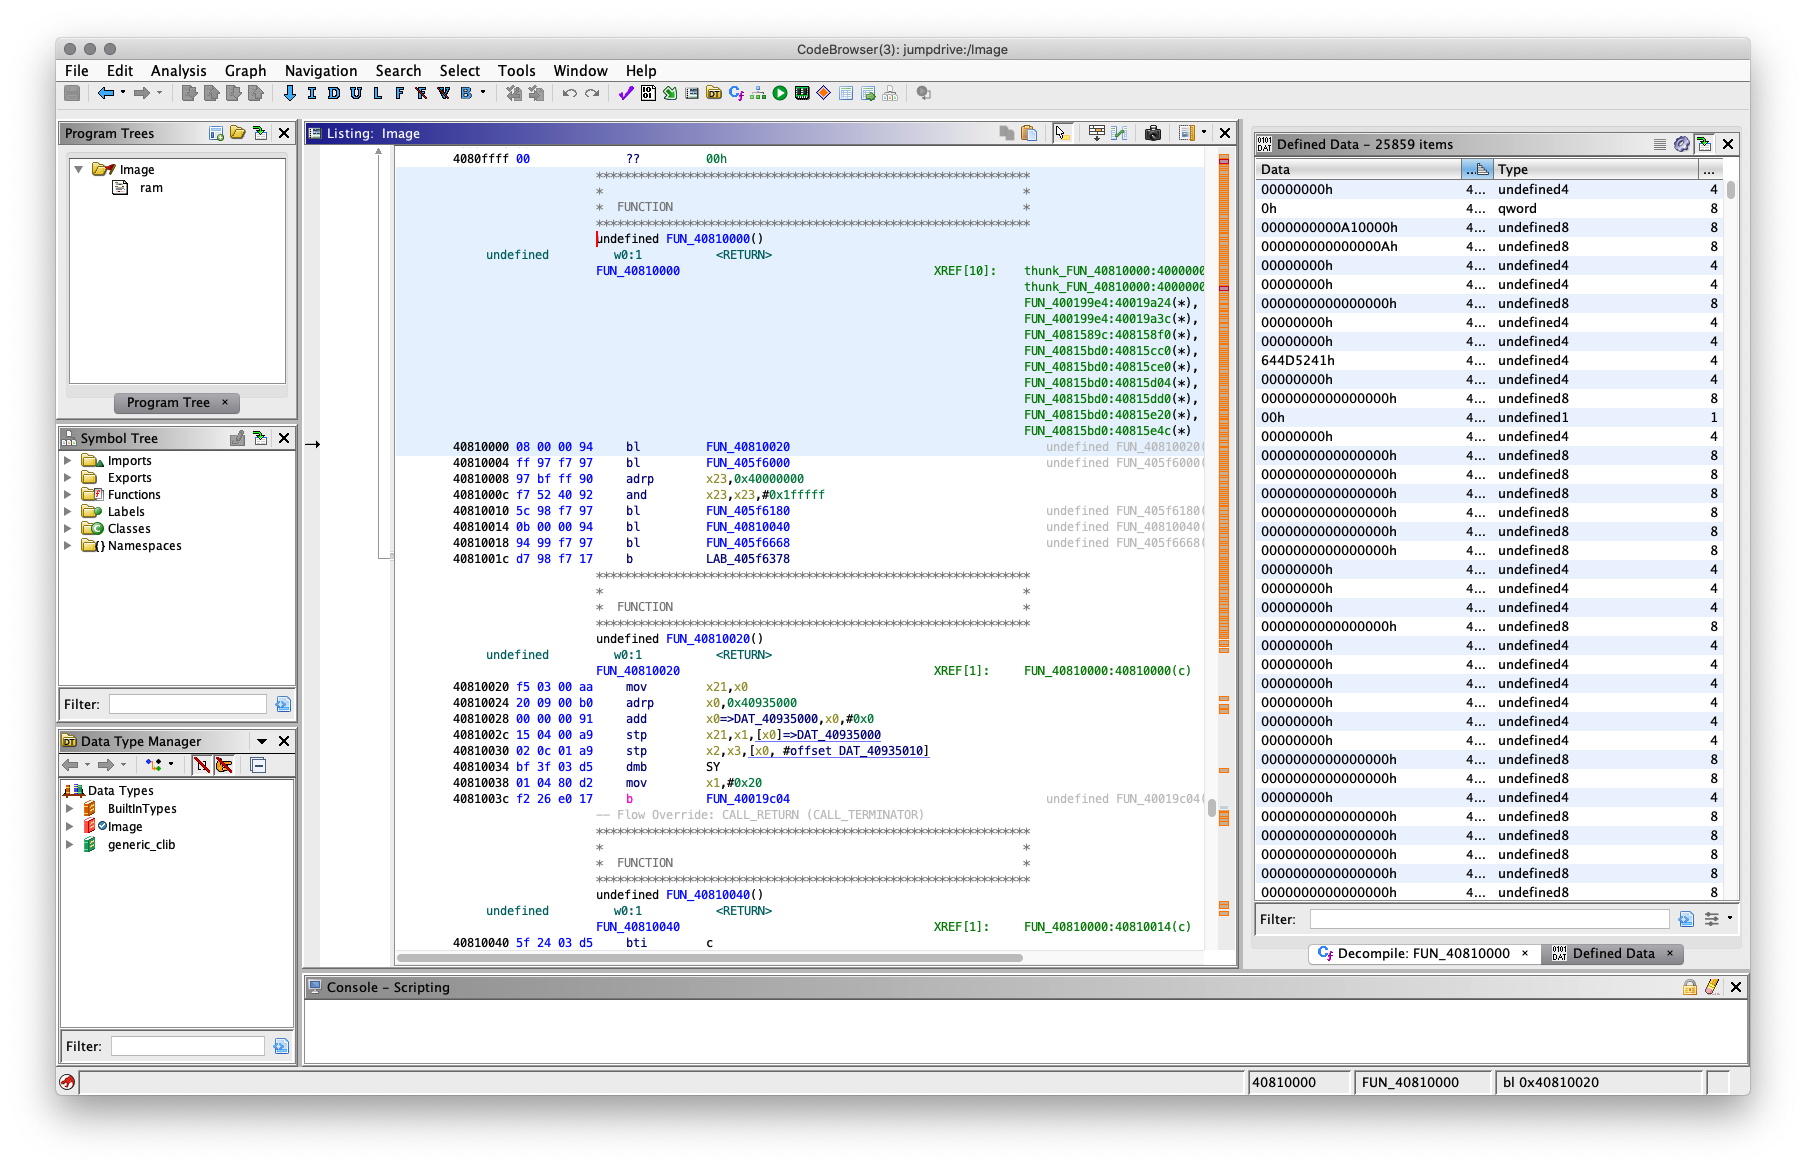 CodeBrowser(3): jumpdrive:/Image
File Edit Analysis Graph Navigation Search Select Tools Window Help
I D U L F B
Program Trees
Image
ram
Program Tree ×
Symbol Tree
Imports
Exports
Functions
Labels
Classes
Namespaces
Filter:
Data Type Manager
Data Types
BuiltInTypes
Image
generic_clib
Filter:
Listing: Image
4080ffff 00 ?? 00h
**************************************************************
* *
* FUNCTION *
**************************************************************
undefined FUN_40810000()
undefined w0:1 <RETURN>
FUN_40810000 XREF[10]: thunk_FUN_40810000:4000000
thunk_FUN_40810000:4000000
FUN_400199e4:40019a24(*),
FUN_400199e4:40019a3c(*),
FUN_4081589c:408158f0(*),
FUN_40815bd0:40815cc0(*),
FUN_40815bd0:40815ce0(*),
FUN_40815bd0:40815d04(*),
FUN_40815bd0:40815dd0(*),
FUN_40815bd0:40815e20(*),
FUN_40815bd0:40815e4c(*)
40810000 08 00 00 94 bl FUN_40810020 undefined FUN_40810020(
40810004 ff 97 f7 97 bl FUN_405f6000 undefined FUN_405f6000(
40810008 97 bf ff 90 adrp x23,0x40000000
4081000c f7 52 40 92 and x23,x23,#0x1fffff
40810010 5c 98 f7 97 bl FUN_405f6180 undefined FUN_405f6180(
40810014 0b 00 00 94 bl FUN_40810040 undefined FUN_40810040(
40810018 94 99 f7 97 bl FUN_405f6668 undefined FUN_405f6668(
4081001c d7 98 f7 17 b LAB_405f6378
**************************************************************
* *
* FUNCTION *
**************************************************************
undefined FUN_40810020()
undefined w0:1 <RETURN>
FUN_40810020 XREF[1]: FUN_40810000:40810000(c)
40810020 f5 03 00 aa mov x21,x0
40810024 20 09 00 b0 adrp x0,0x40935000
40810028 00 00 00 91 add x0=>DAT_40935000,x0,#0x0
4081002c 15 04 00 a9 stp x21,x1,[x0]=>DAT_40935000
40810030 02 0c 01 a9 stp x2,x3,[x0, #offset DAT_40935010]
40810034 bf 3f 03 d5 dmb SY
40810038 01 04 80 d2 mov x1,#0x20
4081003c f2 26 e0 17 b FUN_40019c04 undefined FUN_40019c04(
-- Flow Override: CALL_RETURN (CALL_TERMINATOR)
**************************************************************
* *
* FUNCTION *
**************************************************************
undefined FUN_40810040()
undefined w0:1 <RETURN>
FUN_40810040 XREF[1]: FUN_40810000:40810014(c)
40810040 5f 24 03 d5 bti c
Defined Data - 25859 items
Data ... Type ...
00000000h 4... undefined4 4
0h 4... qword 8
0000000000A10000h 4... undefined8 8
000000000000000Ah 4... undefined8 8
00000000h 4... undefined4 4
00000000h 4... undefined4 4
0000000000000000h 4... undefined8 8
00000000h 4... undefined4 4
00000000h 4... undefined4 4
644D5241h 4... undefined4 4
00000000h 4... undefined4 4
0000000000000000h 4... undefined8 8
00h 4... undefined1 1
00000000h 4... undefined4 4
0000000000000000h 4... undefined8 8
0000000000000000h 4... undefined8 8
0000000000000000h 4... undefined8 8
0000000000000000h 4... undefined8 8
0000000000000000h 4... undefined8 8
0000000000000000h 4... undefined8 8
00000000h 4... undefined4 4
00000000h 4... undefined4 4
00000000h 4... undefined4 4
0000000000000000h 4... undefined8 8
00000000h 4... undefined4 4
00000000h 4... undefined4 4
00000000h 4... undefined4 4
00000000h 4... undefined4 4
00000000h 4... undefined4 4
00000000h 4... undefined4 4
0000000000000000h 4... undefined8 8
0000000000000000h 4... undefined8 8
00000000h 4... undefined4 4
0000000000000000h 4... undefined8 8
0000000000000000h 4... undefined8 8
0000000000000000h 4... undefined8 8
0000000000000000h 4... undefined8 8
0000000000000000h 4... undefined8 8
Filter:
Decompile: FUN_40810000 × Defined Data ×
Console - Scripting
40810000 FUN_40810000 bl 0x40810020